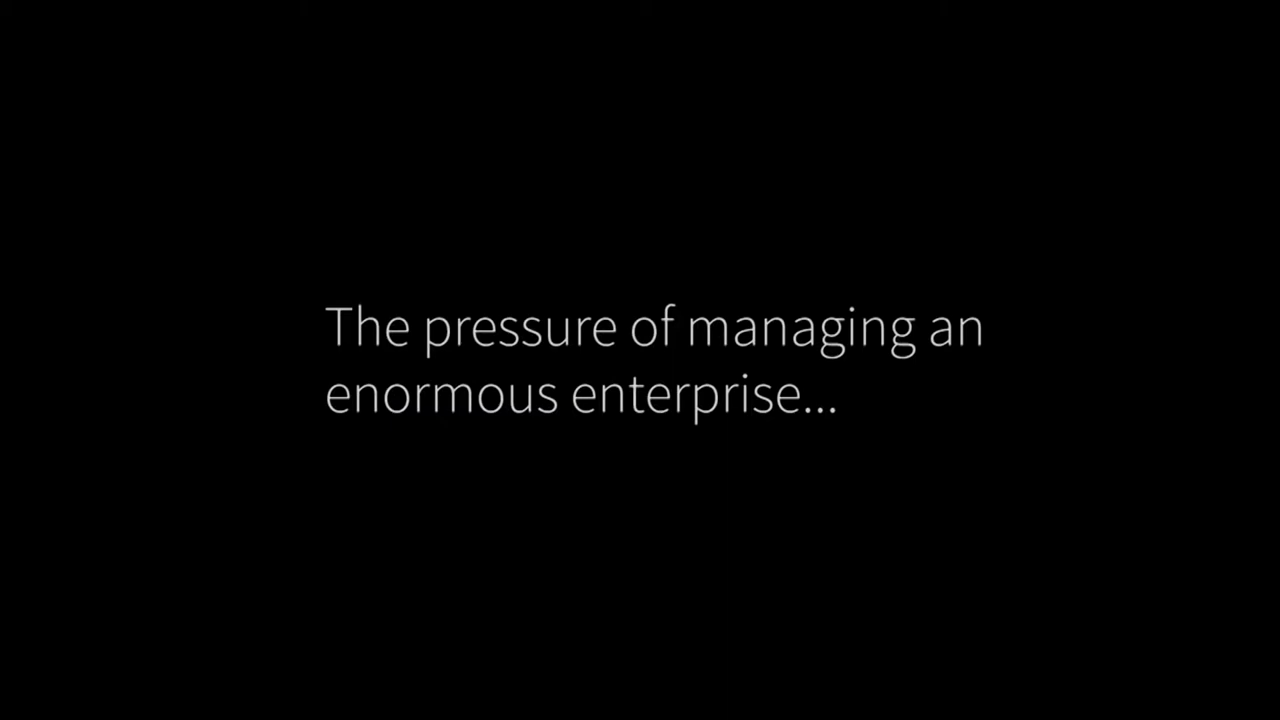 The pressure of managing an
enormous enterprise...